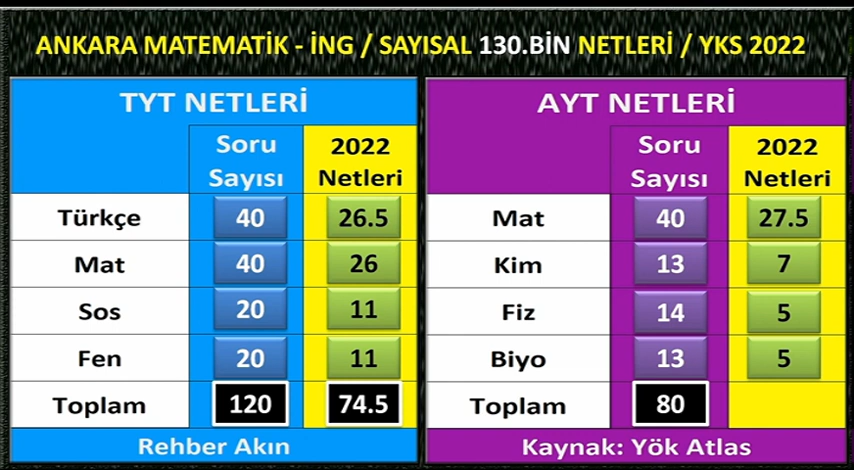 ANKARA MATEMATİK - İNG / SAYISAL 130.BİN NETLERİ / YKS 2022
TYT NETLERİ
Soru Sayısı 2022 Netleri
Türkçe 40 26.5
Mat 40 26
Sos 20 11
Fen 20 11
Toplam 120 74.5
Rehber Akın
AYT NETLERİ
Soru Sayısı 2022 Netleri
Mat 40 27.5
Kim 13 7
Fiz 14 5
Biyo 13 5
Toplam 80
Kaynak: Yök Atlas